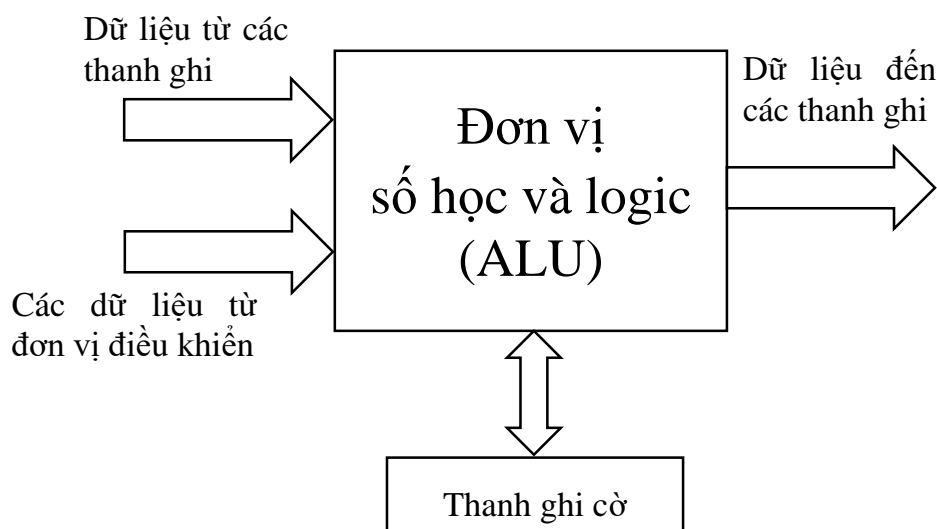 Dữ liệu từ các
thanh ghi
Đơn vị
số học và logic
(ALU)
Dữ liệu đến
các thanh ghi
Các dữ liệu từ
đơn vị điều khiển
Thanh ghi cờ